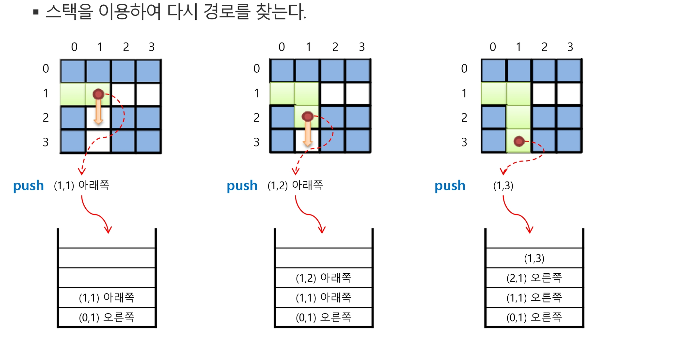 ▪ 스택을 이용하여 다시 경로를 찾는다.
0 1 2 3
0
1
2
3
push (1,1) 아래쪽
(1,1) 아래쪽
(0,1) 오른쪽
0 1 2 3
0
1
2
3
push (1,2) 아래쪽
(1,2) 아래쪽
(1,1) 아래쪽
(0,1) 오른쪽
0 1 2 3
0
1
2
3
push (1,3)
(1,3)
(2,1) 오른쪽
(1,1) 오른쪽
(0,1) 오른쪽